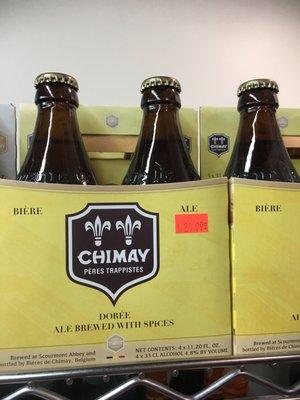 BIÈRE
ALE
BIÈRE
CHIMAY
PÈRES TRAPPISTES
DORÉE
ALE BREWED WITH SPICES
Brewed at Scourmont Abbey and
bottled by Bières de Chimay, Belgium
NET CONTENTS: 4 x 11.20 FL. OZ.
4 x 33 CL ALCOHOL 4,8% BY VOLUME
Brewed at Scourmont
bottled by Bières de Chim
CHIMAY